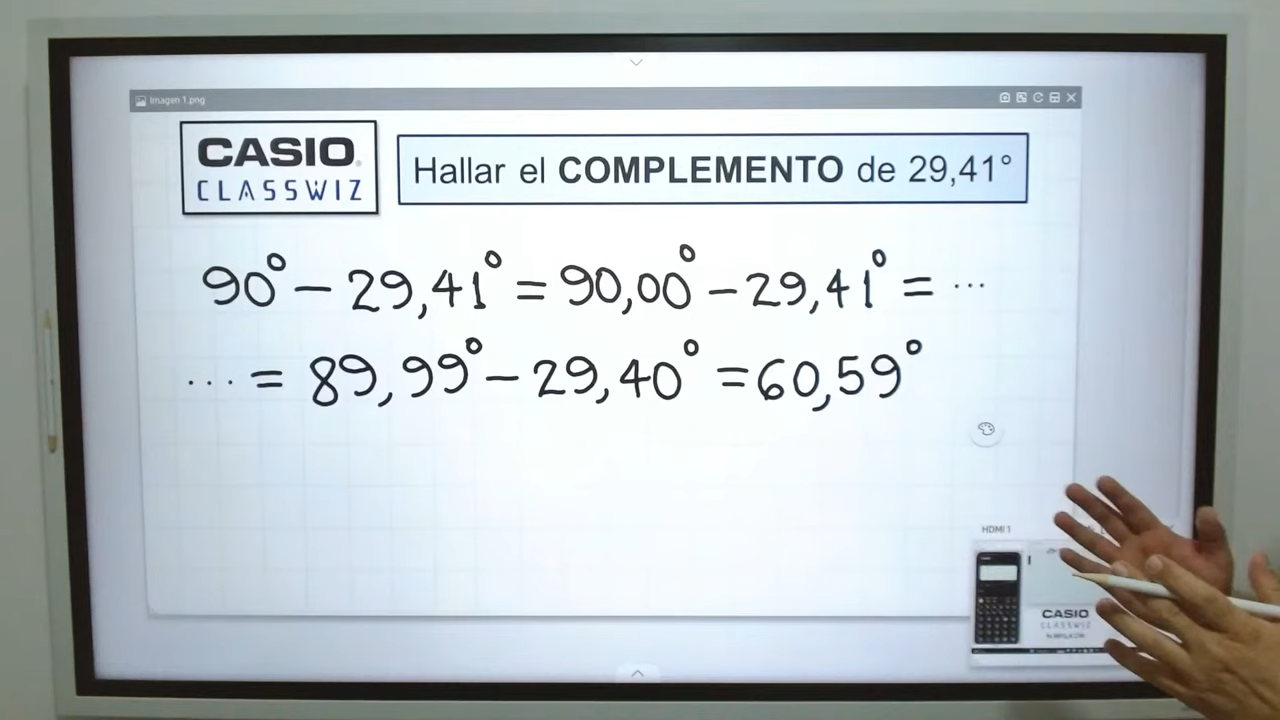 Imagen 1.png
CASIO
CLASSWIZ
Hallar el COMPLEMENTO de 29,41°
90° - 29,41° = 90,00° - 29,41° = ...
... = 89,99° - 29,40° = 60,59°
HDMI 1
CASIO
CLASSWIZ